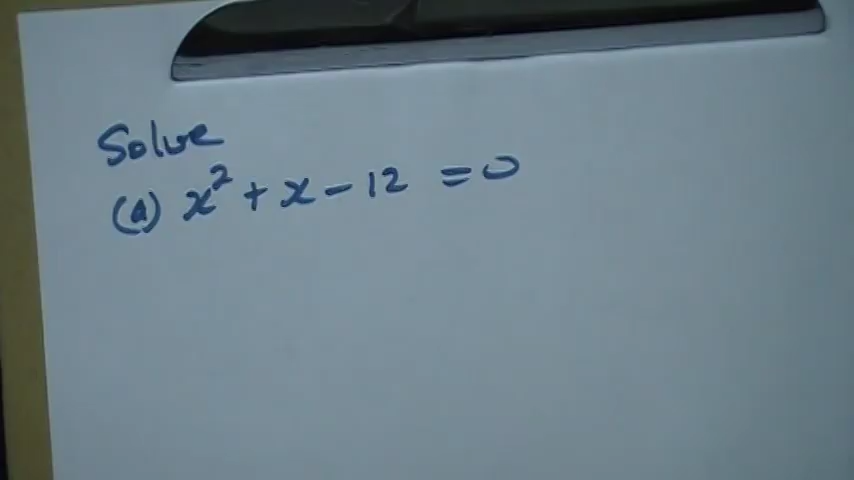 Solve
(a) x² + x - 12 = 0